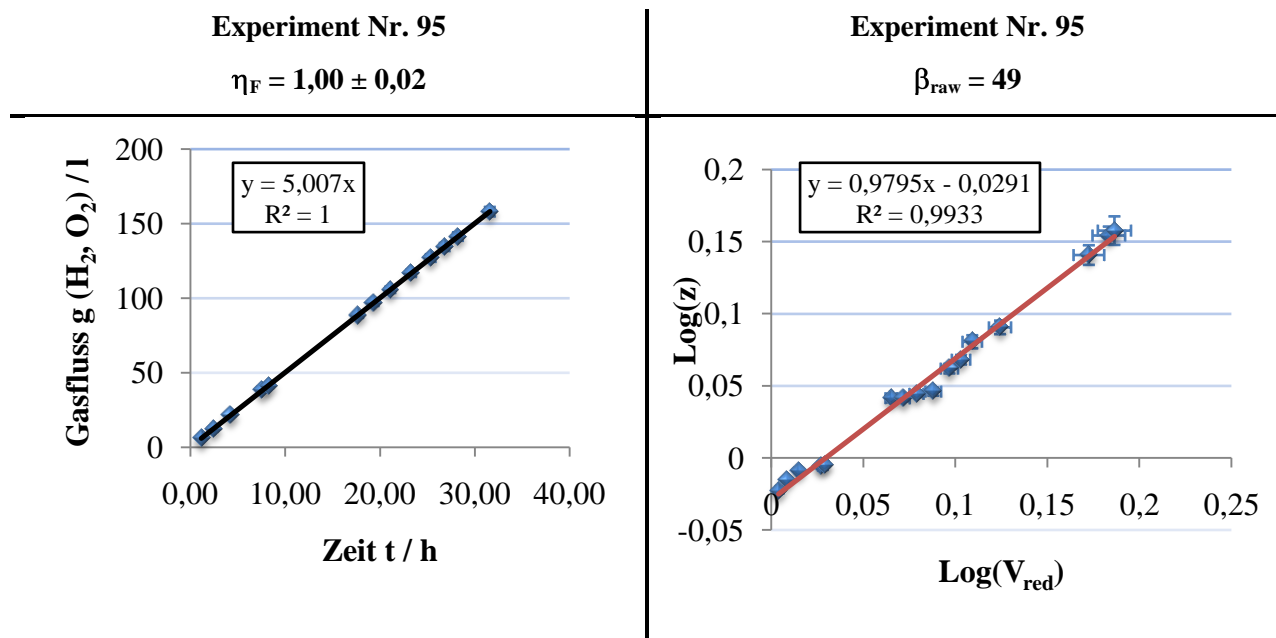 Experiment Nr. 95
η_F = 1,00 ± 0,02
Gasfluss g (H₂, O₂) / l
200
150
100
50
0
y = 5,007x
R² = 1
0,00 10,00 20,00 30,00 40,00
Zeit t / h
Experiment Nr. 95
β_raw = 49
Log(z)
0,2
0,15
0,1
0,05
0
-0,05
y = 0,9795x - 0,0291
R² = 0,9933
0 0,05 0,1 0,15 0,2 0,25
Log(V_red)